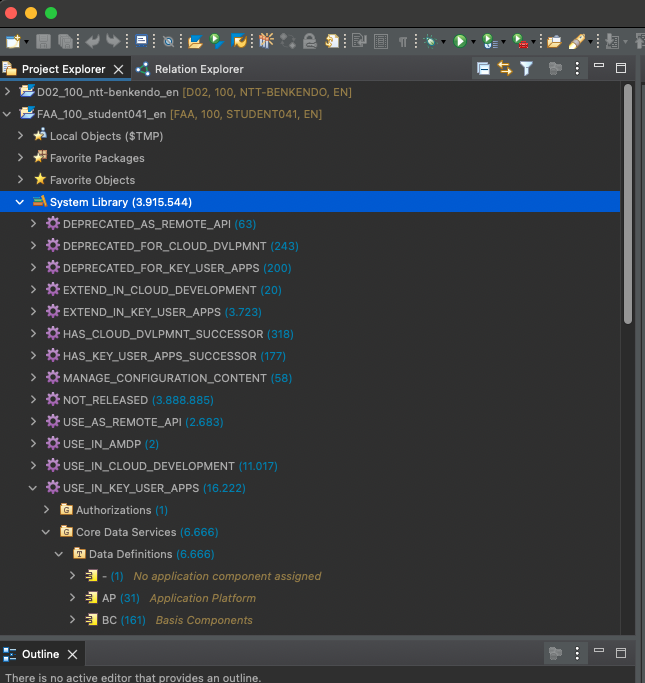 Project Explorer
Relation Explorer
D02_100_ntt-benkendo_en [D02, 100, NTT-BENKENDO, EN]
FAA_100_student041_en [FAA, 100, STUDENT041, EN]
Local Objects ($TMP)
Favorite Packages
Favorite Objects
System Library (3.915.544)
DEPRECATED_AS_REMOTE_API (63)
DEPRECATED_FOR_CLOUD_DVLPMNT (243)
DEPRECATED_FOR_KEY_USER_APPS (200)
EXTEND_IN_CLOUD_DEVELOPMENT (20)
EXTEND_IN_KEY_USER_APPS (3.723)
HAS_CLOUD_DVLPMNT_SUCCESSOR (318)
HAS_KEY_USER_APPS_SUCCESSOR (177)
MANAGE_CONFIGURATION_CONTENT (58)
NOT_RELEASED (3.888.885)
USE_AS_REMOTE_API (2.683)
USE_IN_AMDP (2)
USE_IN_CLOUD_DEVELOPMENT (11.017)
USE_IN_KEY_USER_APPS (16.222)
Authorizations (1)
Core Data Services (6.666)
Data Definitions (6.666)
- (1) No application component assigned
AP (31) Application Platform
BC (161) Basis Components
Outline
There is no active editor that provides an outline.